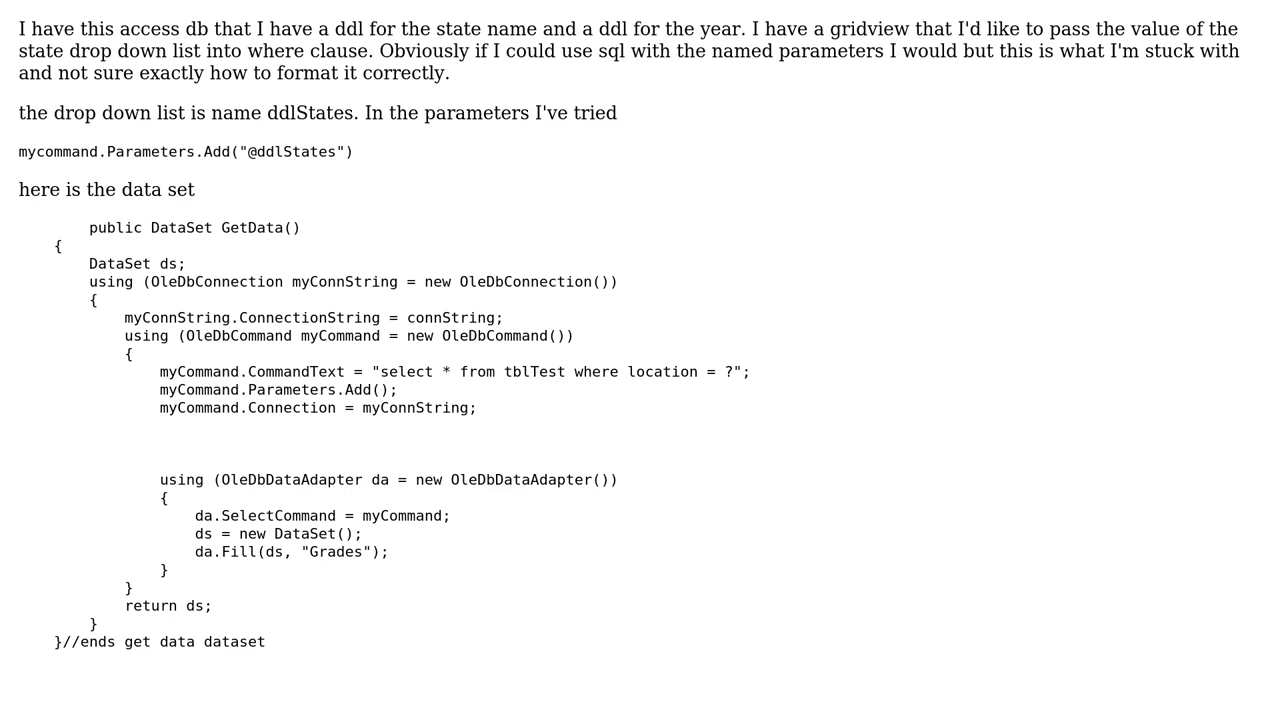 I have this access db that I have a ddl for the state name and a ddl for the year. I have a gridview that I'd like to pass the value of the
state drop down list into where clause. Obviously if I could use sql with the named parameters I would but this is what I'm stuck with
and not sure exactly how to format it correctly.
the drop down list is name ddlStates. In the parameters I've tried
mycommand.Parameters.Add("@ddlStates")
here is the data set
        public DataSet GetData()
    {
        DataSet ds;
        using (OleDbConnection myConnString = new OleDbConnection())
        {
            myConnString.ConnectionString = connString;
            using (OleDbCommand myCommand = new OleDbCommand())
            {
                myCommand.CommandText = "select * from tblTest where location = ?";
                myCommand.Parameters.Add();
                myCommand.Connection = myConnString;
                using (OleDbDataAdapter da = new OleDbDataAdapter())
                {
                    da.SelectCommand = myCommand;
                    ds = new DataSet();
                    da.Fill(ds, "Grades");
                }
            }
            return ds;
        }
    }//ends get data dataset